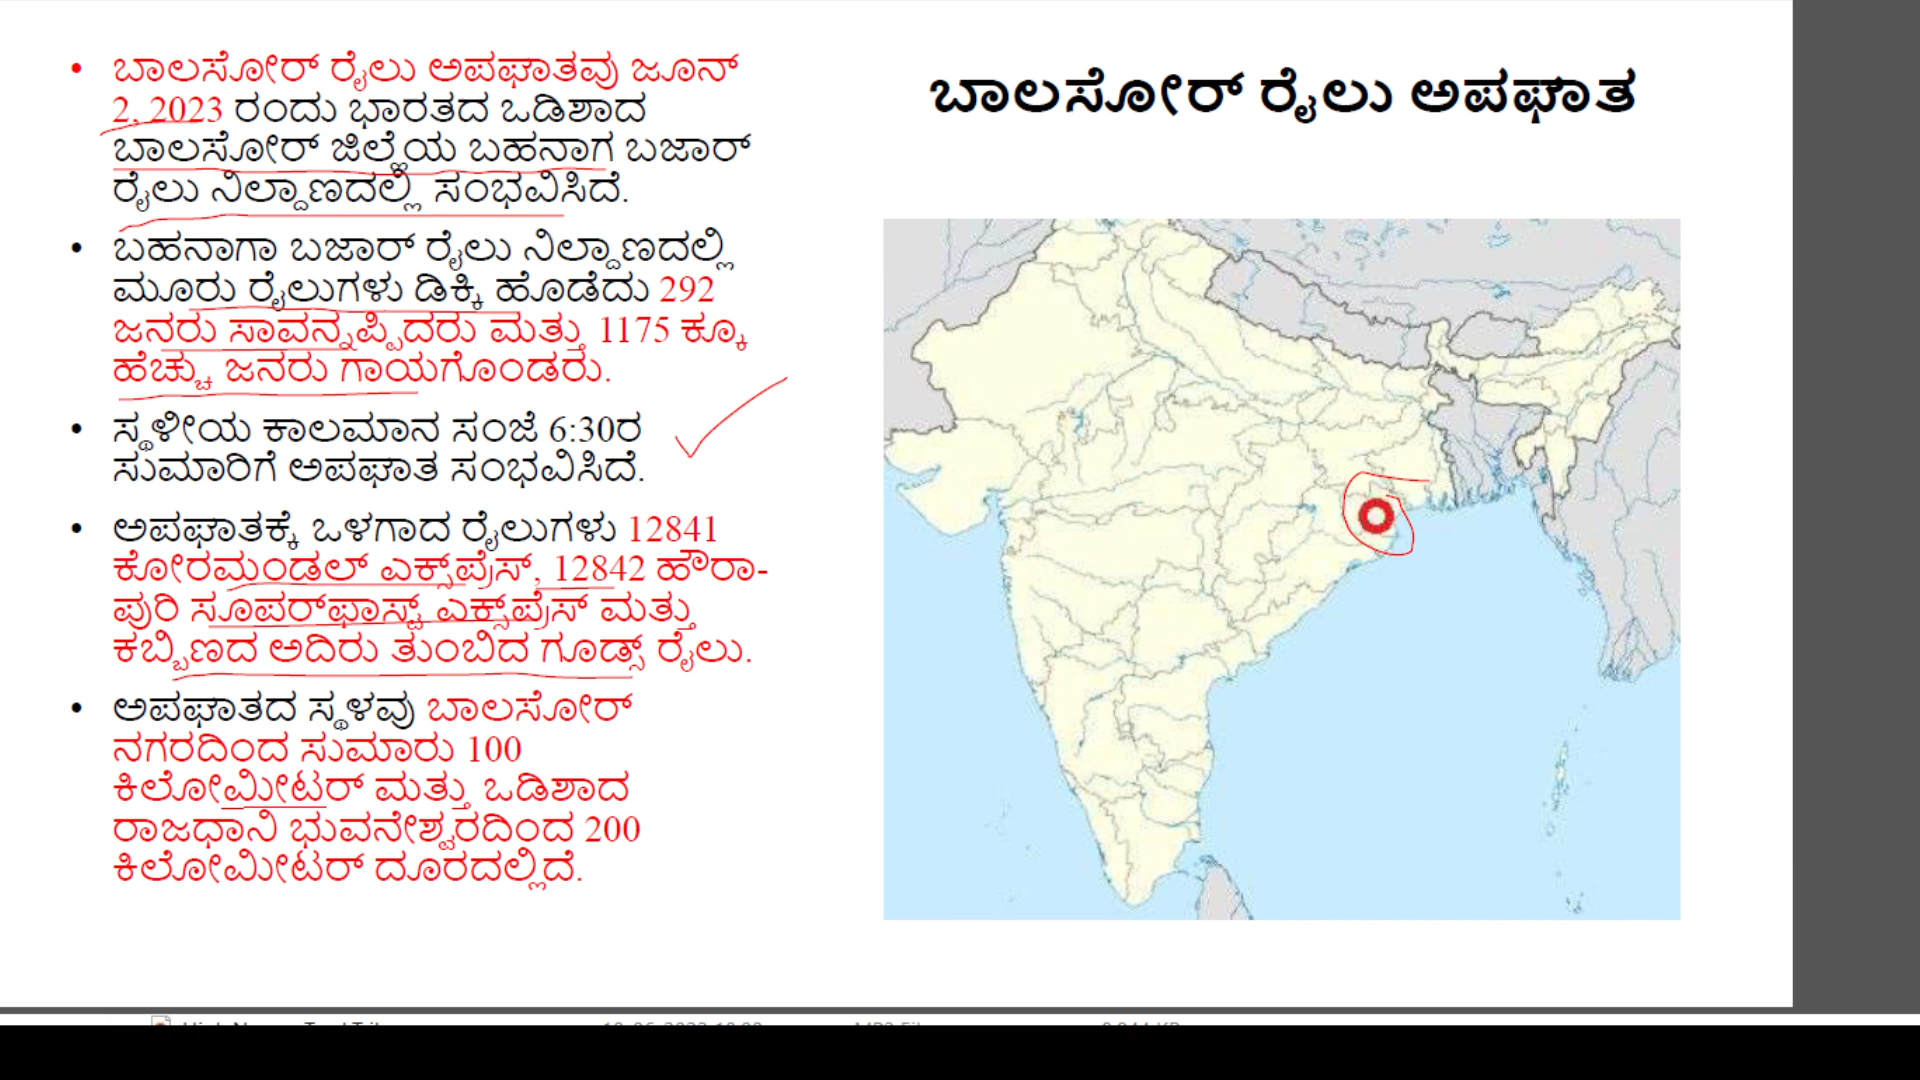 ಬಾಲಸೋರ್ ರೈಲು ಅಪಘಾತ
• ಬಾಲಸೋರ್ ರೈಲು ಅಪಘಾತವು ಜೂನ್
2, 2023 ರಂದು ಭಾರತದ ಒಡಿಶಾದ
ಬಾಲಸೋರ್ ಜಿಲ್ಲೆಯ ಬಹನಾಗ ಬಜಾರ್
ರೈಲು ನಿಲ್ದಾಣದಲ್ಲಿ ಸಂಭವಿಸಿದೆ.
• ಬಹನಾಗಾ ಬಜಾರ್ ರೈಲು ನಿಲ್ದಾಣದಲ್ಲಿ
ಮೂರು ರೈಲುಗಳು ಡಿಕ್ಕಿ ಹೊಡೆದು 292
ಜನರು ಸಾವನ್ನಪ್ಪಿದರು ಮತ್ತು 1175 ಕ್ಕೂ
ಹೆಚ್ಚು ಜನರು ಗಾಯಗೊಂಡರು.
• ಸ್ಥಳೀಯ ಕಾಲಮಾನ ಸಂಜೆ 6:30ರ
ಸುಮಾರಿಗೆ ಅಪಘಾತ ಸಂಭವಿಸಿದೆ.
• ಅಪಘಾತಕ್ಕೆ ಒಳಗಾದ ರೈಲುಗಳು 12841
ಕೋರಮಂಡಲ್ ಎಕ್ಸ್‌ಪ್ರೆಸ್, 12842 ಹೌರಾ-
ಪುರಿ ಸೂಪರ್‌ಫಾಸ್ಟ್ ಎಕ್ಸ್‌ಪ್ರೆಸ್ ಮತ್ತು
ಕಬ್ಬಿಣದ ಅದಿರು ತುಂಬಿದ ಗೂಡ್ಸ್ ರೈಲು.
• ಅಪಘಾತದ ಸ್ಥಳವು ಬಾಲಸೋರ್
ನಗರದಿಂದ ಸುಮಾರು 100
ಕಿಲೋಮೀಟರ್ ಮತ್ತು ಒಡಿಶಾದ
ರಾಜಧಾನಿ ಭುವನೇಶ್ವರದಿಂದ 200
ಕಿಲೋಮೀಟರ್ ದೂರದಲ್ಲಿದೆ.